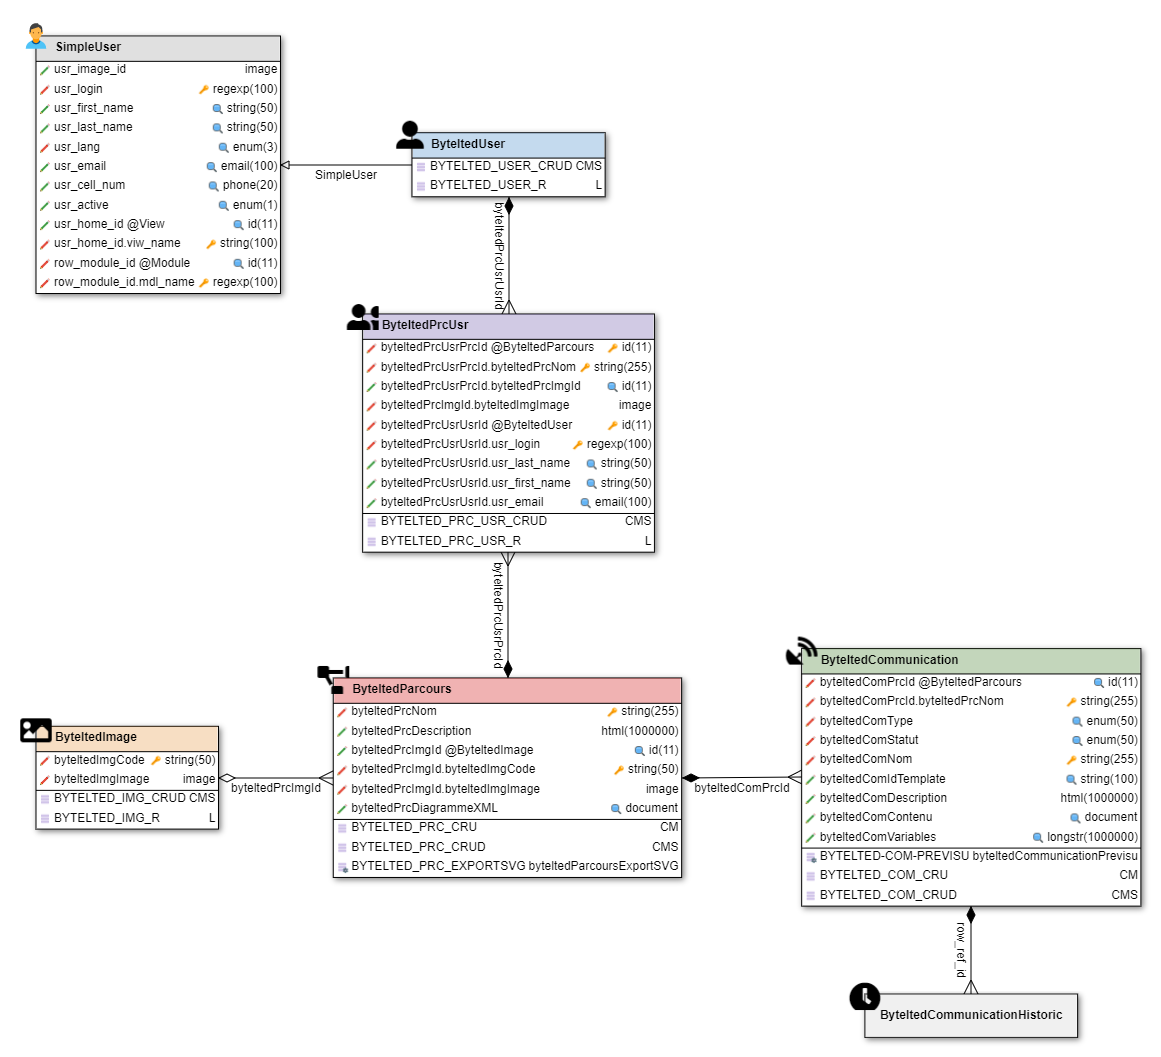 SimpleUser
usr_image_id image
usr_login regexp(100)
usr_first_name string(50)
usr_last_name string(50)
usr_lang enum(3)
usr_email email(100)
usr_cell_num phone(20)
usr_active enum(1)
usr_home_id @View id(11)
usr_home_id.viw_name string(100)
row_module_id @Module id(11)
row_module_id.mdl_name regexp(100)
SimpleUser
ByteltedUser
BYTELTED_USER_CRUD CMS
BYTELTED_USER_R L
byteltedPrcUsrUsrId
ByteltedPrcUsr
byteltedPrcUsrPrcId @ByteltedParcours id(11)
byteltedPrcUsrPrcId.byteltedPrcNom string(255)
byteltedPrcUsrPrcId.byteltedPrcImgId id(11)
byteltedPrcImgId.byteltedImgImage image
byteltedPrcUsrUsrId @ByteltedUser id(11)
byteltedPrcUsrUsrId.usr_login regexp(100)
byteltedPrcUsrUsrId.usr_last_name string(50)
byteltedPrcUsrUsrId.usr_first_name string(50)
byteltedPrcUsrUsrId.usr_email email(100)
BYTELTED_PRC_USR_CRUD CMS
BYTELTED_PRC_USR_R L
byteltedPrcUsrPrcId
ByteltedImage
byteltedImgCode string(50)
byteltedImgImage image
BYTELTED_IMG_CRUD CMS
BYTELTED_IMG_R L
byteltedPrcImgId
ByteltedParcours
byteltedPrcNom string(255)
byteltedPrcDescription html(1000000)
byteltedPrcImgId @ByteltedImage id(11)
byteltedPrcImgId.byteltedImgCode string(50)
byteltedPrcImgId.byteltedImgImage image
byteltedPrcDiagrammeXML document
BYTELTED_PRC_CRU CM
BYTELTED_PRC_CRUD CMS
BYTELTED_PRC_EXPORTSVG byteltedParcoursExportSVG
byteltedComPrcId
ByteltedCommunication
byteltedComPrcId @ByteltedParcours id(11)
byteltedComPrcId.byteltedPrcNom string(255)
byteltedComType enum(50)
byteltedComStatut enum(50)
byteltedComNom string(255)
byteltedComIdTemplate string(100)
byteltedComDescription html(1000000)
byteltedComContenu document
byteltedComVariables longstr(1000000)
BYTELTED-COM-PREVISU byteltedCommunicationPrevisu
BYTELTED_COM_CRU CM
BYTELTED_COM_CRUD CMS
row_ref_id
ByteltedCommunicationHistoric